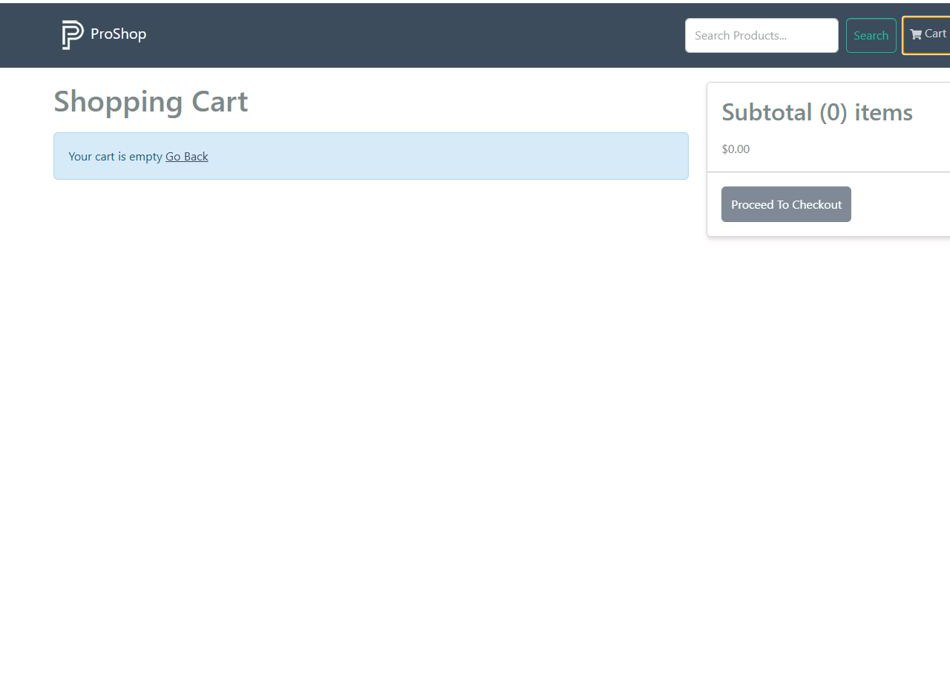 ProShop
Search Products...
Search
Cart
Shopping Cart
Your cart is empty Go Back
Subtotal (0) items
$0.00
Proceed To Checkout